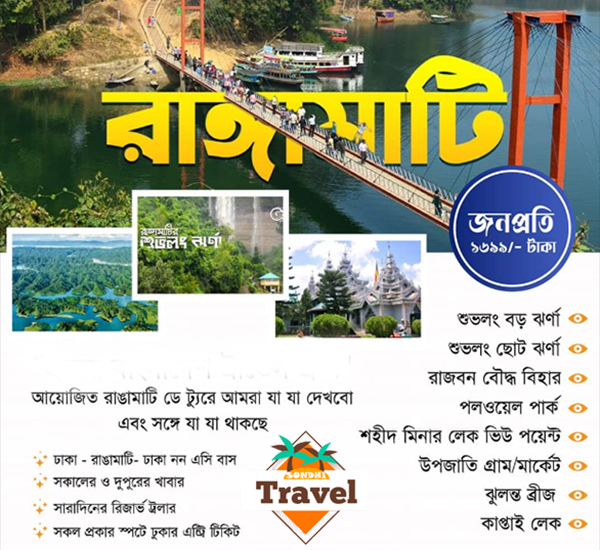 রাঙ্গামাটি
জনপ্রতি
১৬৯৯/- টাকা
রাঙ্গামাটির
শুভলং ঝর্ণা
আয়োজিত রাঙামাটি ডে ট্যুরে আমরা যা যা দেখবো
এবং সঙ্গে যা যা থাকছে
ঢাকা - রাঙামাটি- ঢাকা নন এসি বাস
সকালের ও দুপুরের খাবার
সারাদিনের রিজার্ভ ট্রলার
সকল প্রকার স্পটে ঢুকার এন্ট্রি টিকিট
SONDHI
Travel
শুভলং বড় ঝর্ণা
শুভলং ছোট ঝর্ণা
রাজবন বৌদ্ধ বিহার
পলওয়েল পার্ক
শহীদ মিনার লেক ভিউ পয়েন্ট
উপজাতি গ্রাম/মার্কেট
ঝুলন্ত ব্রীজ
কাপ্তাই লেক